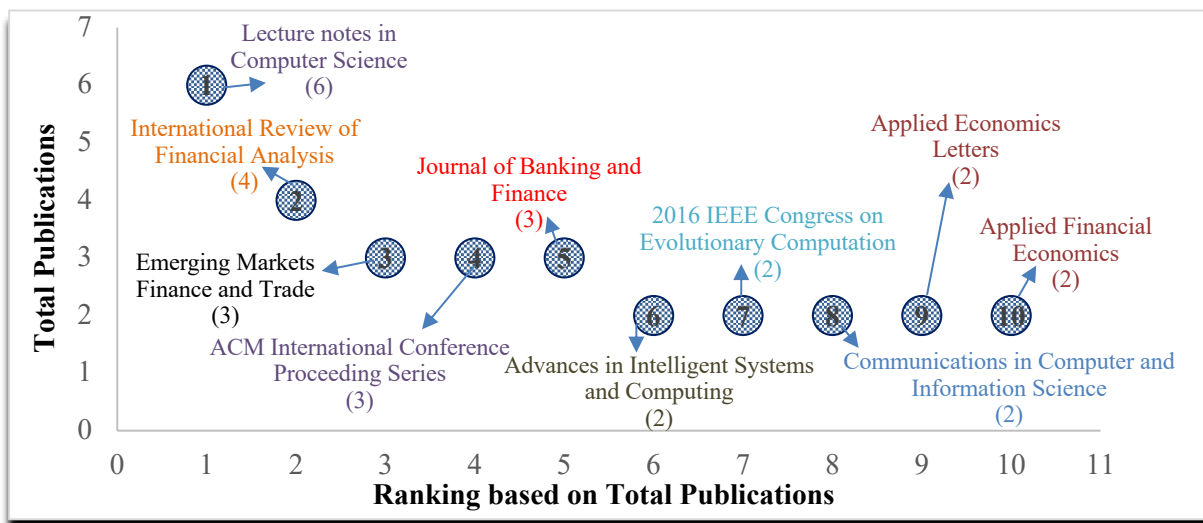 7
6
5
4
3
2
1
0
Total Publications
Lecture notes in
Computer Science
(6)
1
International Review of
Financial Analysis
(4)
2
Emerging Markets
Finance and Trade
(3)
3
ACM International Conference
Proceeding Series
(3)
4
Journal of Banking and
Finance
(3)
5
Advances in Intelligent Systems
and Computing
(2)
6
2016 IEEE Congress on
Evolutionary Computation
(2)
7
Communications in Computer and
Information Science
(2)
8
Applied Economics
Letters
(2)
9
Applied Financial
Economics
(2)
10
0 1 2 3 4 5 6 7 8 9 10 11
Ranking based on Total Publications